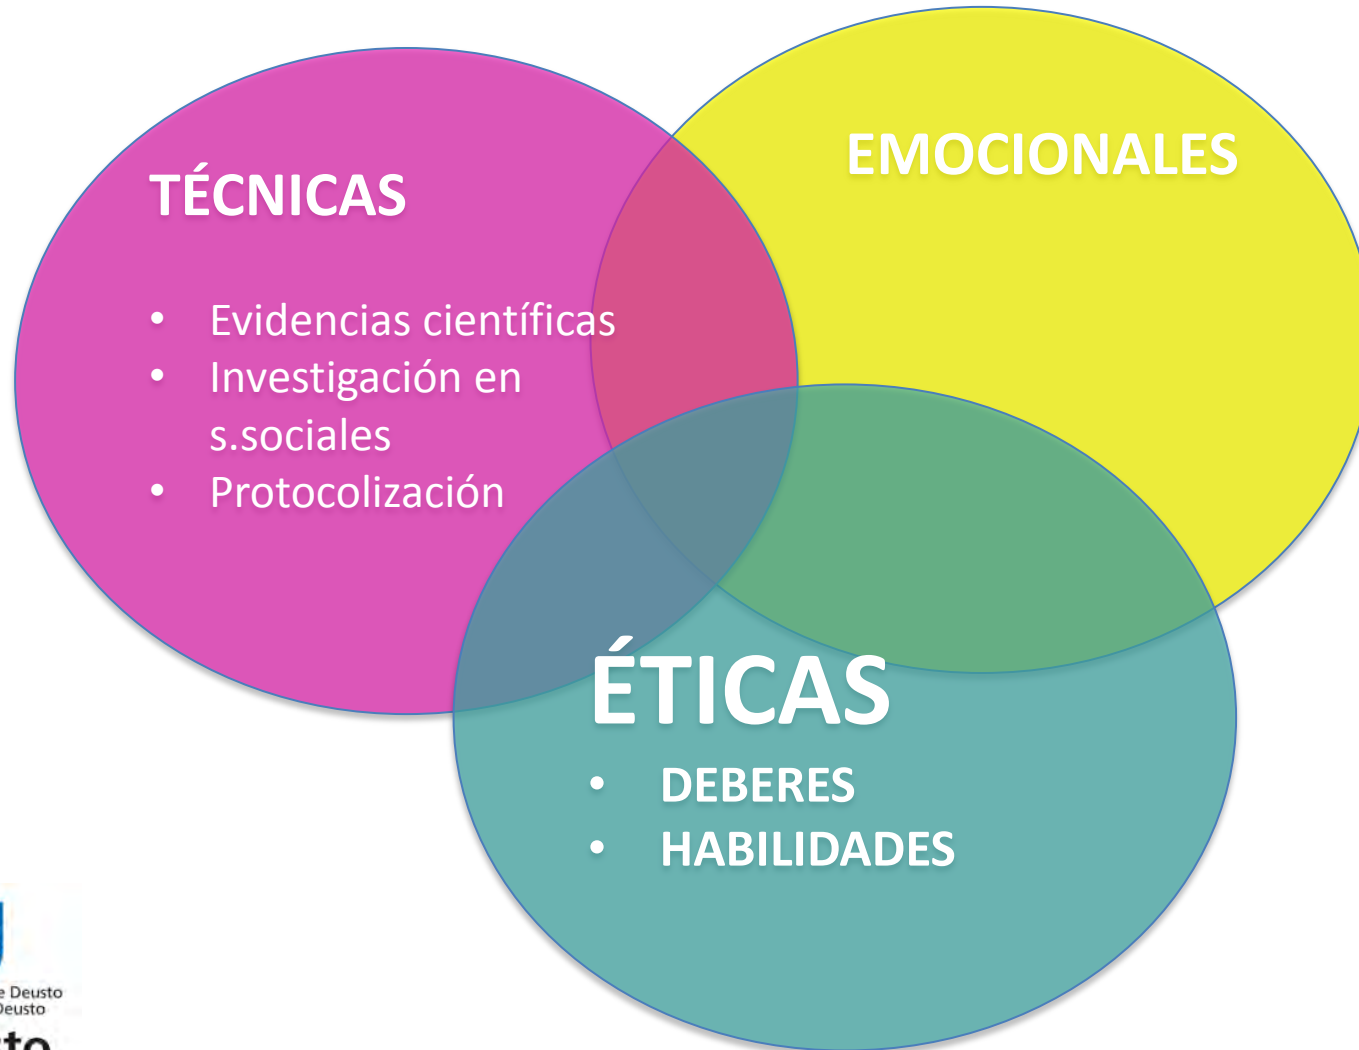 EMOCIONALES
TÉCNICAS
• Evidencias científicas
• Investigación en
s.sociales
• Protocolización
ÉTICAS
• DEBERES
• HABILIDADES
e Deusto
Deusto